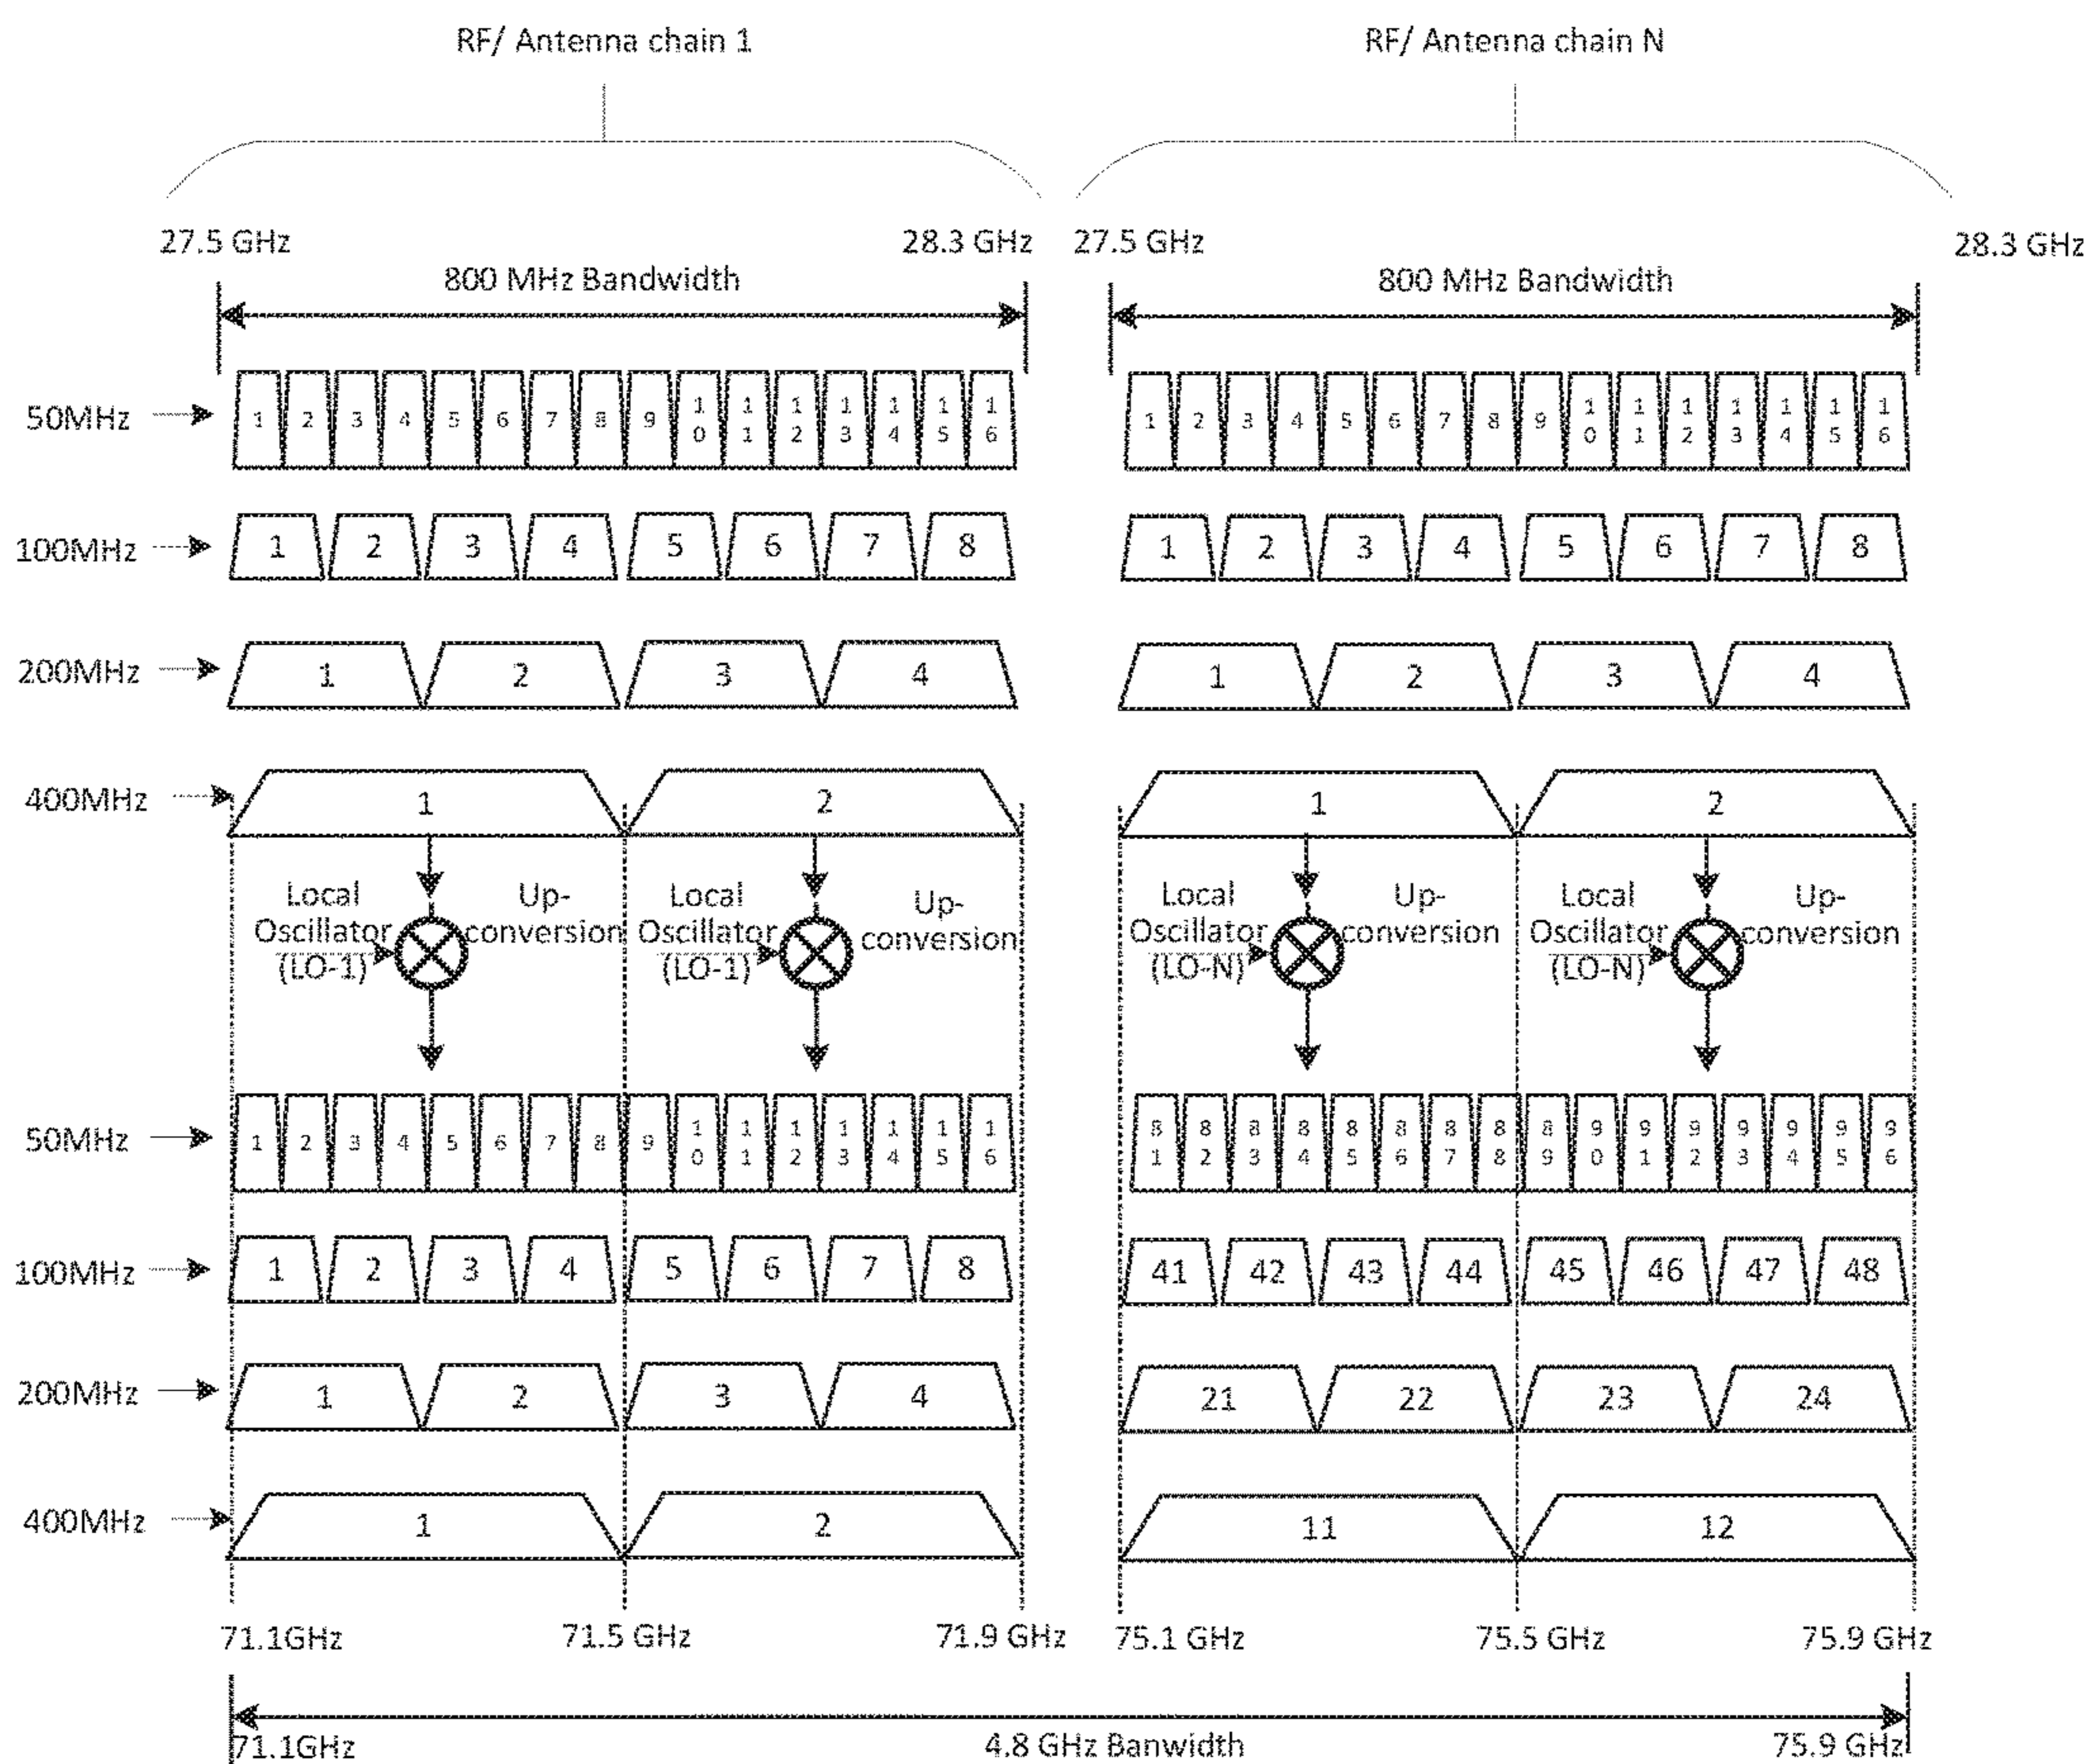 RF/ Antenna chain 1 RF/ Antenna chain N
27.5 GHz 28.3 GHz 27.5 GHz 28.3 GHz
800 MHz Bandwidth 800 MHz Bandwidth
50MHz 1 2 3 4 5 6 7 8 9 10 11 12 13 14 15 16 1 2 3 4 5 6 7 8 9 10 11 12 13 14 15 16
100MHz 1 2 3 4 5 6 7 8 1 2 3 4 5 6 7 8
200MHz 1 2 3 4 1 2 3 4
400MHz 1 2 1 2
Local Up- Local Up- Local Up- Local Up-
Oscillator conversion Oscillator conversion Oscillator conversion Oscillator conversion
(LO-1) (LO-1) (LO-N) (LO-N)
50MHz 1 2 3 4 5 6 7 8 9 10 11 12 13 14 15 16 81 82 83 84 85 86 87 88 89 90 91 92 93 94 95 96
100MHz 1 2 3 4 5 6 7 8 41 42 43 44 45 46 47 48
200MHz 1 2 3 4 21 22 23 24
400MHz 1 2 11 12
71.1GHz 71.5 GHz 71.9 GHz 75.1 GHz 75.5 GHz 75.9 GHz
71.1GHz 4.8 GHz Banwidth 75.9 GHz